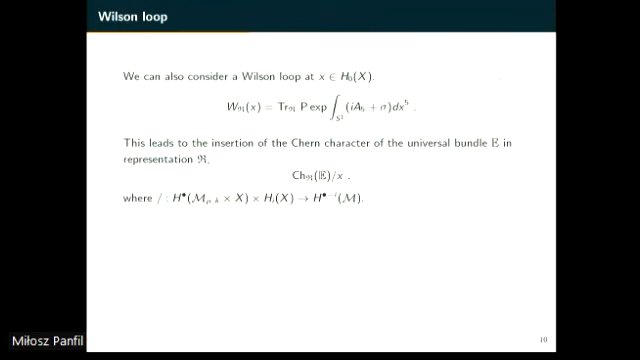 Wilson loop
We can also consider a Wilson loop at x ∈ H₀(X),
W_ℜ(x) = Tr_ℜ P exp ∫_{S¹} (iA₅ + σ)dx⁵ .
This leads to the insertion of the Chern character of the universal bundle 𝔼 in
representation ℜ,
Ch_ℜ(𝔼)/x .
where / : H^•(ℳ × X) × H_i(X) → H^{•−i}(ℳ).
10
Miłosz Panfil